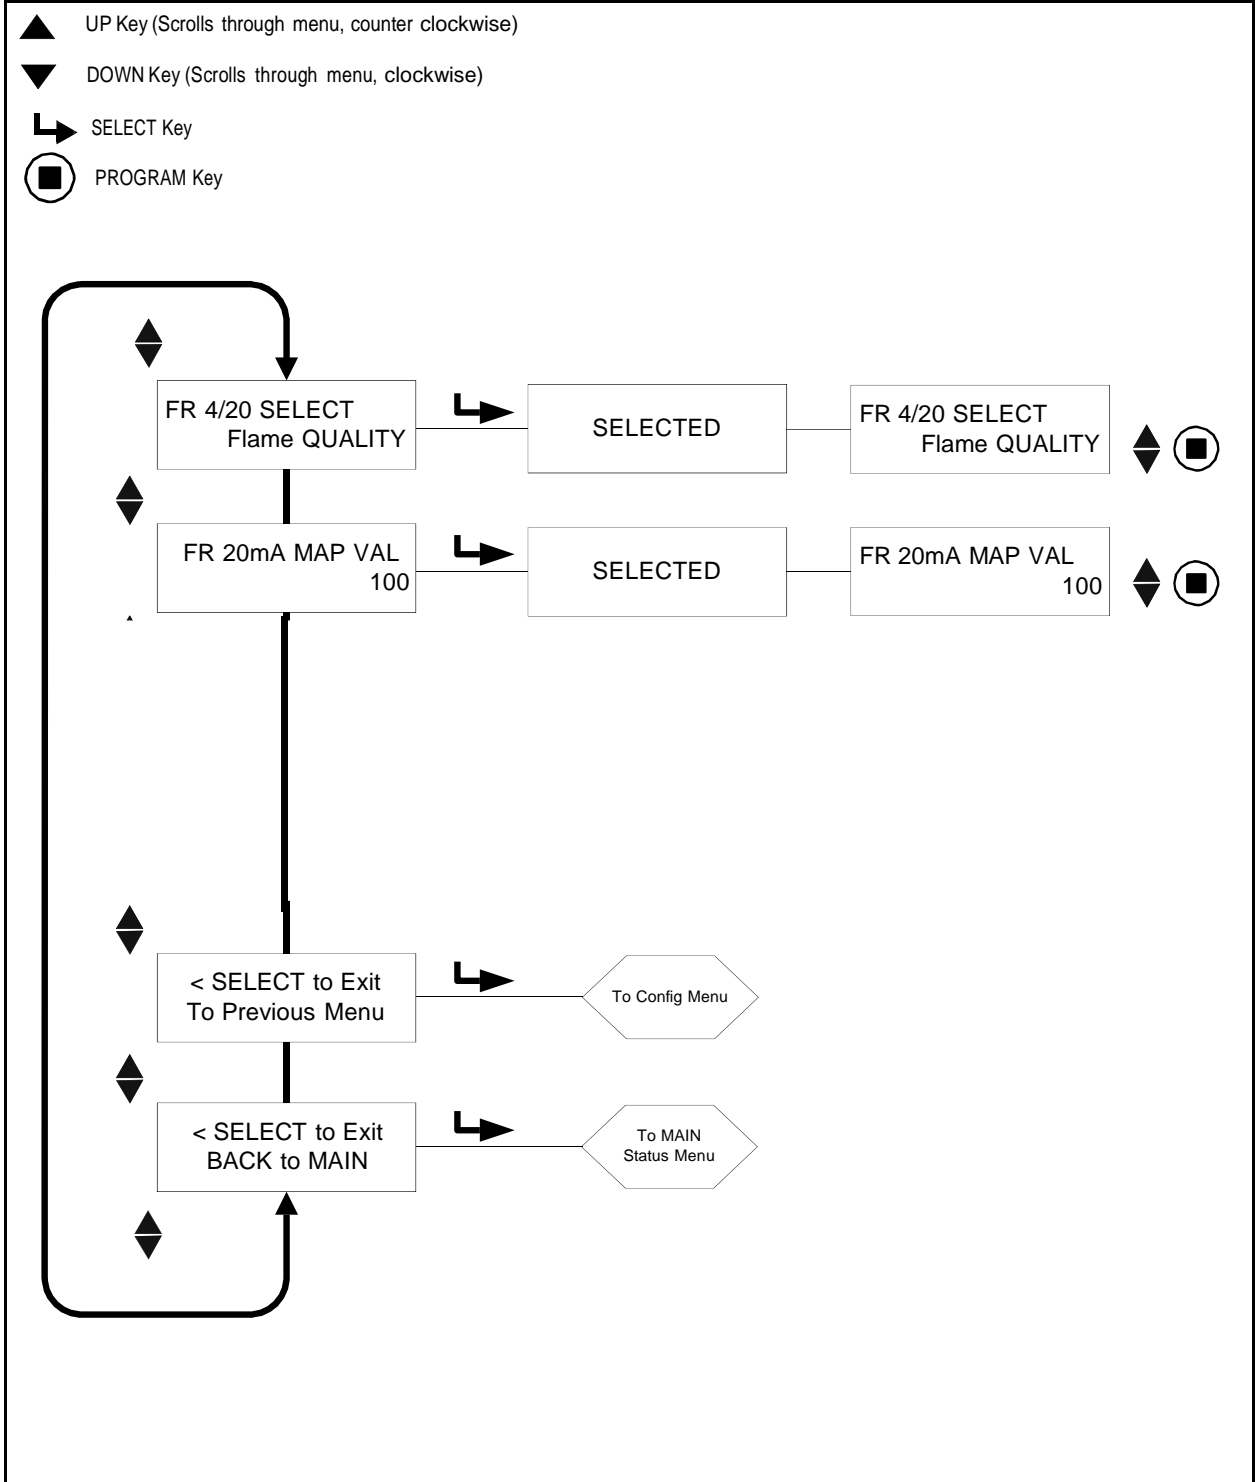 UP Key (Scrolls through menu, counter clockwise)
DOWN Key (Scrolls through menu, clockwise)
SELECT Key
PROGRAM Key
FR 4/20 SELECT
Flame QUALITY
SELECTED
FR 4/20 SELECT
Flame QUALITY
FR 20mA MAP VAL
100
SELECTED
FR 20mA MAP VAL
100
< SELECT to Exit
To Previous Menu
To Config Menu
< SELECT to Exit
BACK to MAIN
To MAIN
Status Menu